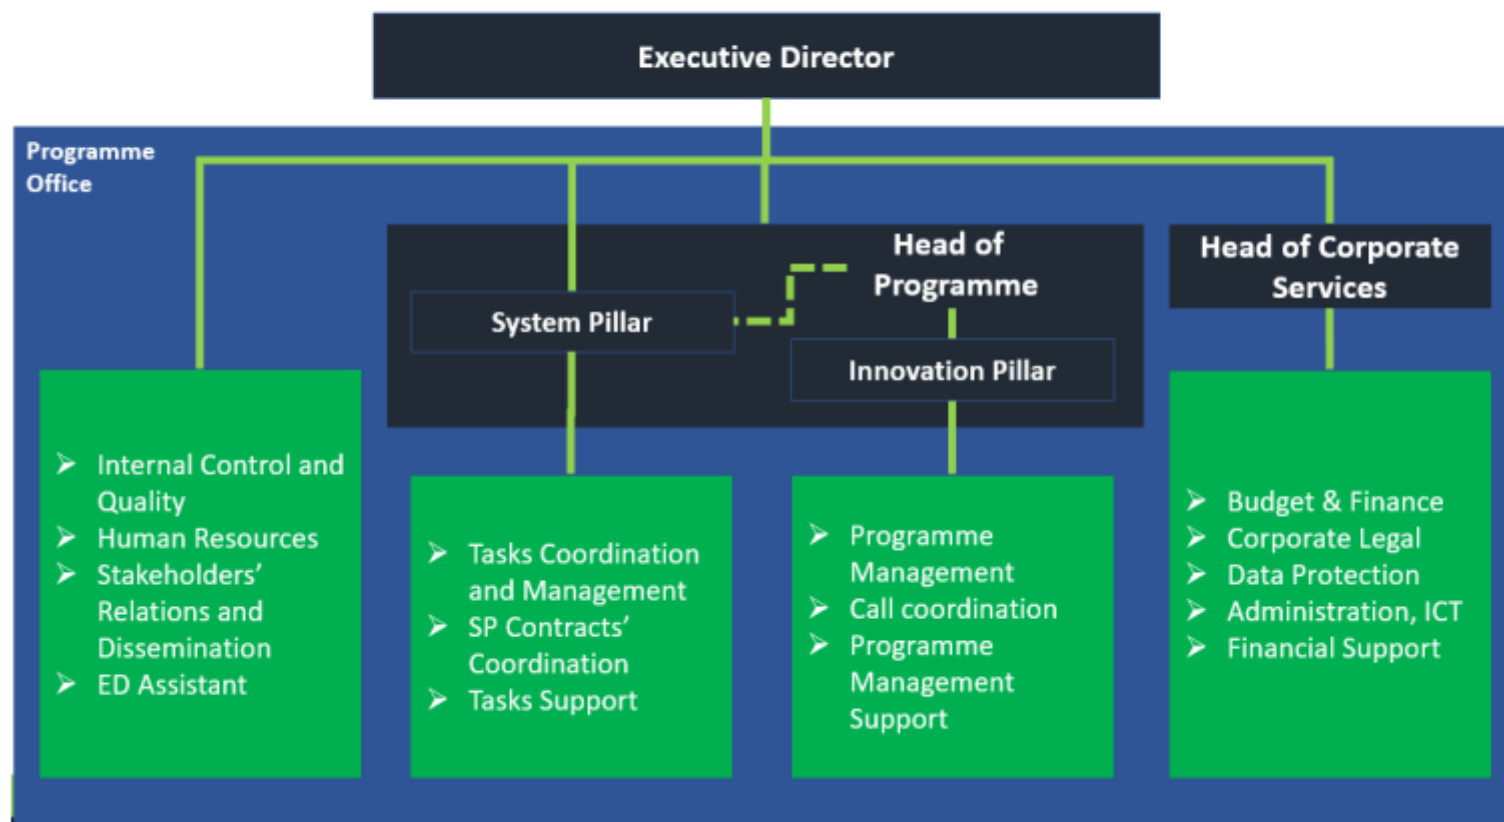 Executive Director
Programme
Office
Head of
Programme
System Pillar
Innovation Pillar
Head of Corporate
Services
➢ Internal Control and
Quality
➢ Human Resources
➢ Stakeholders’
Relations and
Dissemination
➢ ED Assistant
➢ Tasks Coordination
and Management
➢ SP Contracts’
Coordination
➢ Tasks Support
➢ Programme
Management
➢ Call coordination
➢ Programme
Management
Support
➢ Budget & Finance
➢ Corporate Legal
➢ Data Protection
➢ Administration, ICT
➢ Financial Support